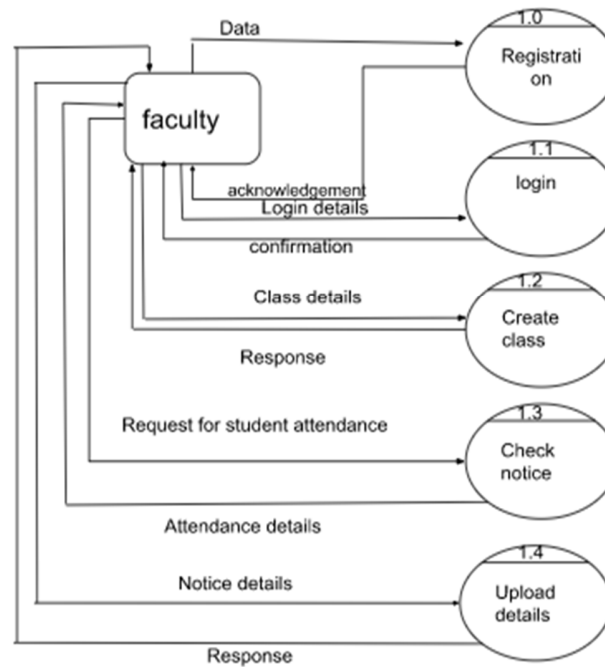 1.0
Data
Registrati
on
faculty
1.1
login
acknowledgement
Login details
confirmation
1.2
Class details
Create
class
Response
1.3
Request for student attendance
Check
notice
Attendance details
1.4
Notice details
Upload
details
Response